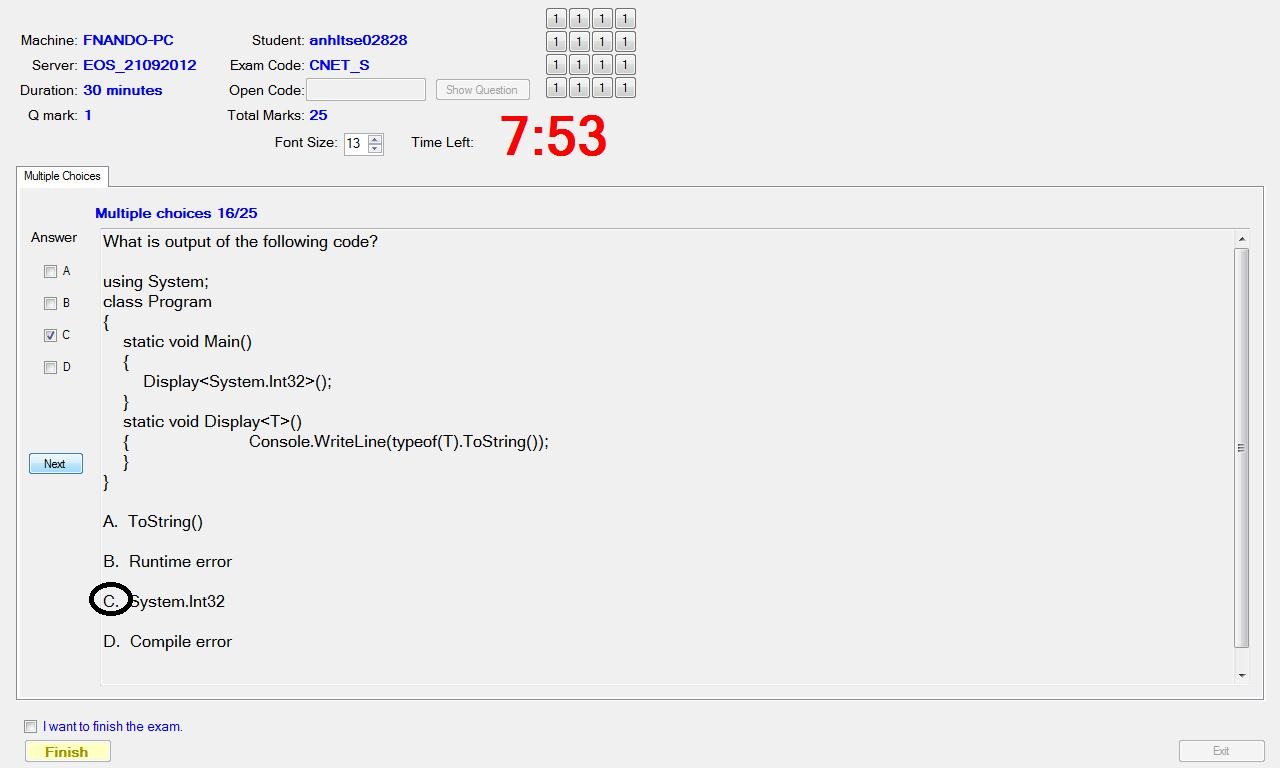 Machine: FNANDO-PC Student: anhltse02828
Server: EOS_21092012 Exam Code: CNET_S
Duration: 30 minutes Open Code: Show Question
Q mark: 1 Total Marks: 25
Font Size: 13 Time Left: 7:53
1 1 1 1
1 1 1 1
1 1 1 1
1 1 1 1
Multiple Choices
Multiple choices 16/25
Answer
A
B
C
D
Next
What is output of the following code?
using System;
class Program
{
static void Main()
{
Display<System.Int32>();
}
static void Display<T>()
{ Console.WriteLine(typeof(T).ToString());
}
}
A. ToString()
B. Runtime error
C. System.Int32
D. Compile error
I want to finish the exam.
Finish
Exit